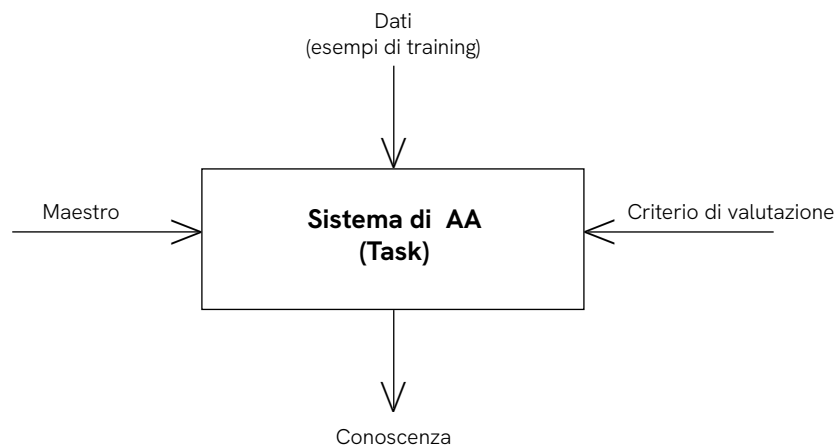 Dati
(esempi di training)
Maestro
Sistema di AA
(Task)
Criterio di valutazione
Conoscenza